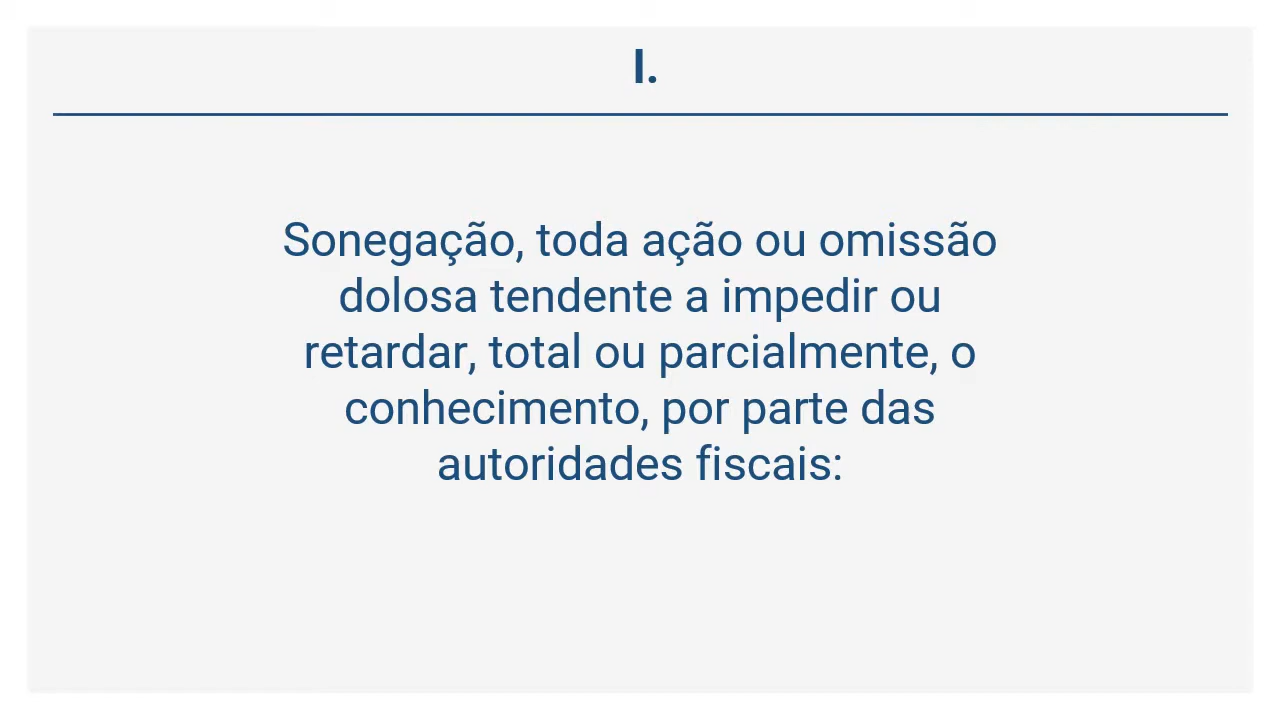 I.
Sonegação, toda ação ou omissão
dolosa tendente a impedir ou
retardar, total ou parcialmente, o
conhecimento, por parte das
autoridades fiscais: